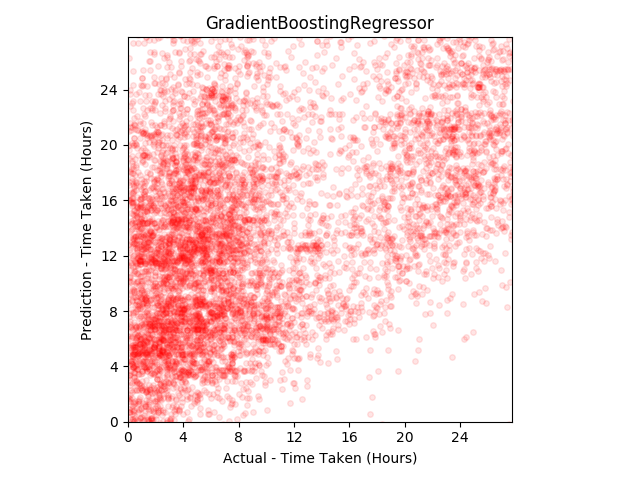 GradientBoostingRegressor
24
20
16
12
8
4
0
Prediction - Time Taken (Hours)
0 4 8 12 16 20 24
Actual - Time Taken (Hours)